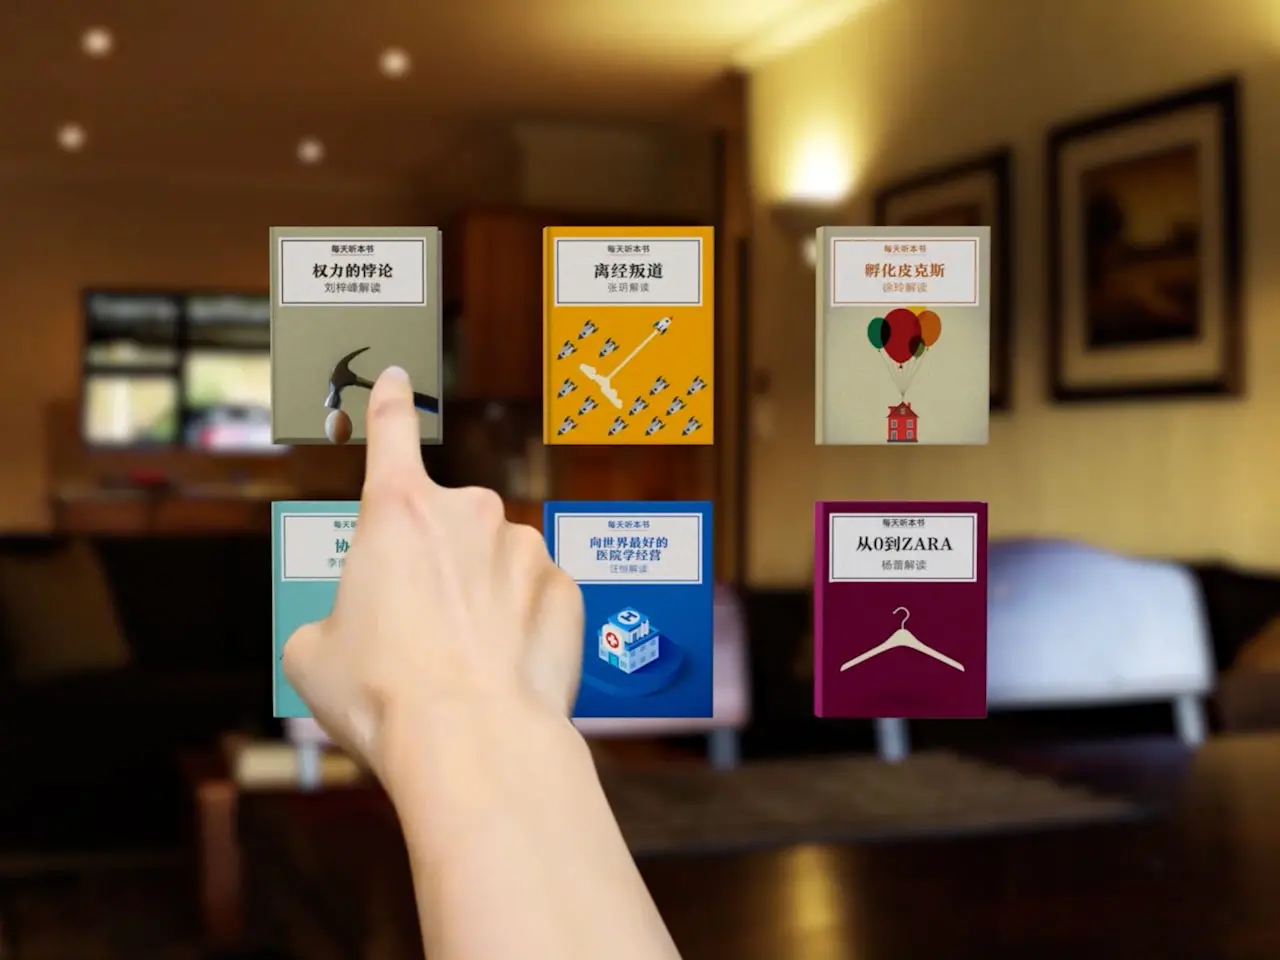 每天听本书
权力的悖论
刘梓峰解读
每天听本书
离经叛道
张玥解读
每天听本书
孵化皮克斯
徐玲解读
每天听
协
李
每天听本书
向世界最好的
医院学经营
汪恒解读
H
每天听本书
从0到ZARA
杨蕾解读